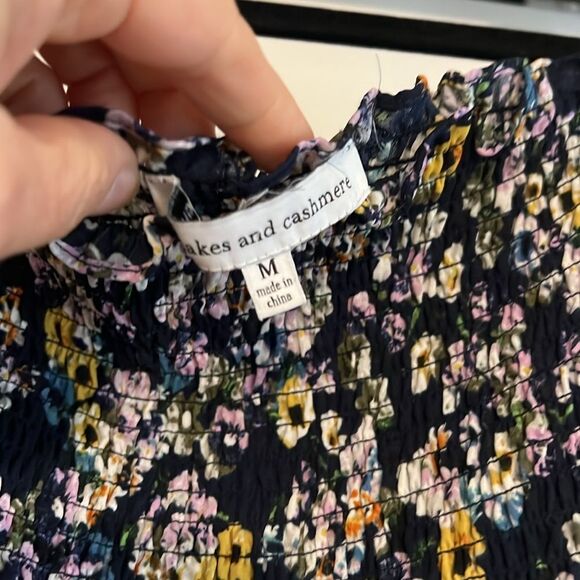 akes and cashmere
M
made in
china